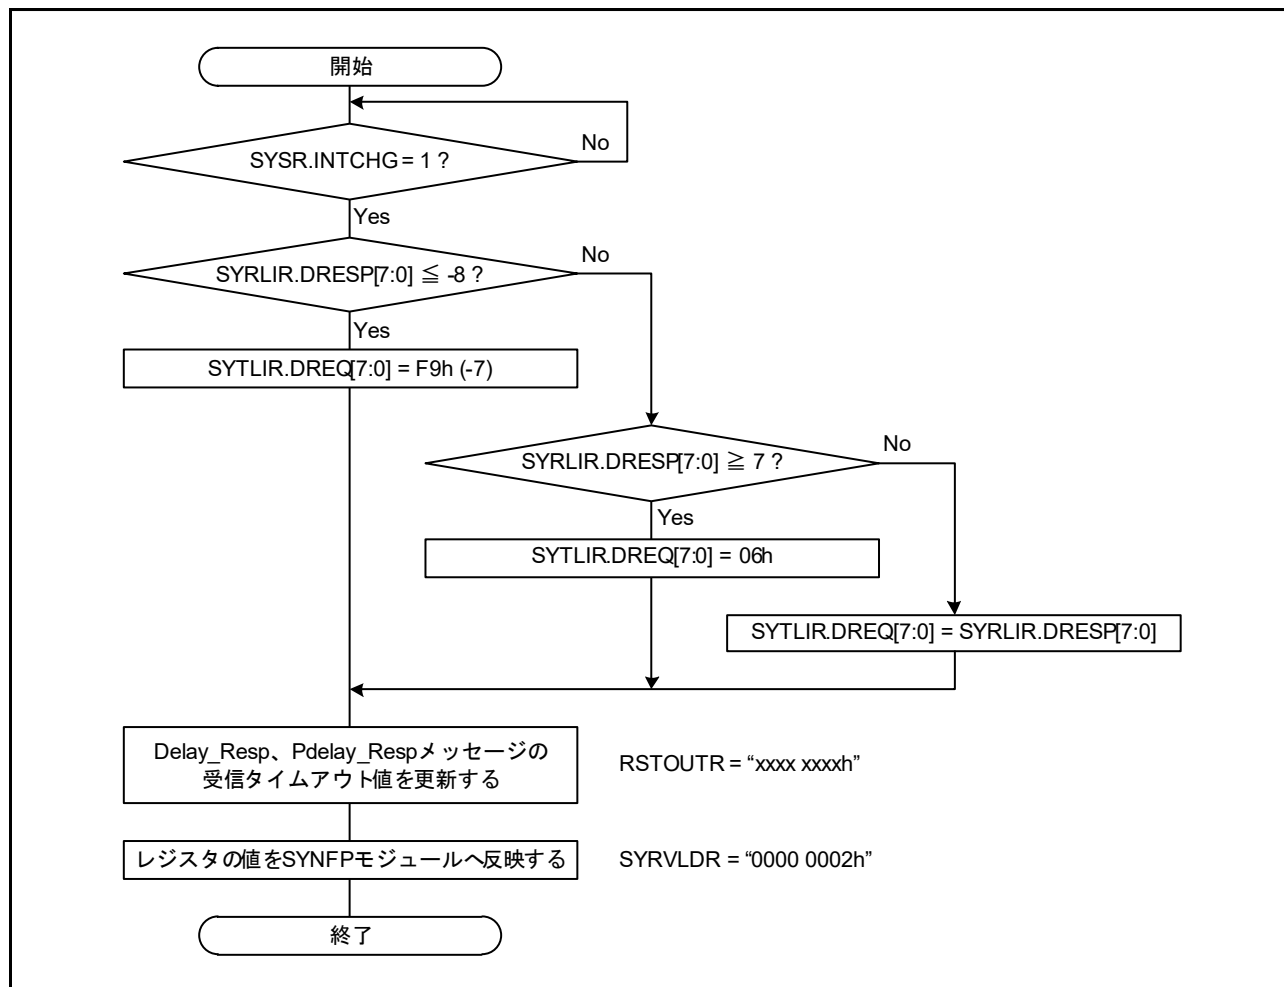 開始
SYSR.INTCHG = 1 ?
No
Yes
SYRLIR.DRESP[7:0] ≦ -8 ?
No
Yes
SYTLIR.DREQ[7:0] = F9h (-7)
SYRLIR.DRESP[7:0] ≧ 7 ?
No
Yes
SYTLIR.DREQ[7:0] = 06h
SYTLIR.DREQ[7:0] = SYRLIR.DRESP[7:0]
Delay_Resp、Pdelay_Respメッセージの
受信タイムアウト値を更新する
RSTOUTR = “xxxx xxxxh”
レジスタの値をSYNFPモジュールへ反映する
SYRVLDR = “0000 0002h”
終了